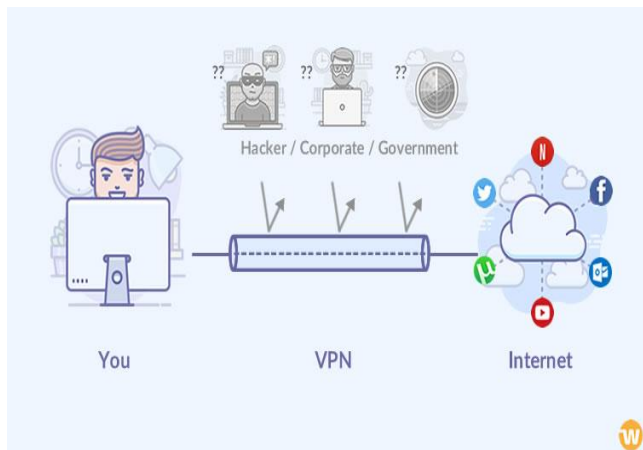 ?? ?? ??
Hacker / Corporate / Government
N
f
µ
You VPN Internet
w